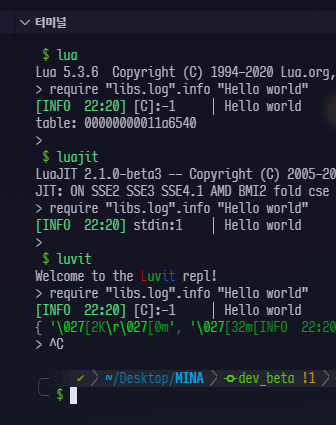 터미널
$ lua
Lua 5.3.6  Copyright (C) 1994-2020 Lua.org,
> require "libs.log".info "Hello world"
[INFO  22:20] [C]:-1     | Hello world
table: 00000000011a6540
>
$ luajit
LuaJIT 2.1.0-beta3 -- Copyright (C) 2005-20
JIT: ON SSE2 SSE3 SSE4.1 AMD BMI2 fold cse
> require "libs.log".info "Hello world"
[INFO  22:20] stdin:1    | Hello world
>
$ luvit
Welcome to the Luvit repl!
> require "libs.log".info "Hello world"
[INFO  22:20] [C]:-1     | Hello world
{ '\027[2K\r\027[0m', '\027[32m[INFO  22:20
> ^C
✔ ~/Desktop/MINA dev_beta !1
$